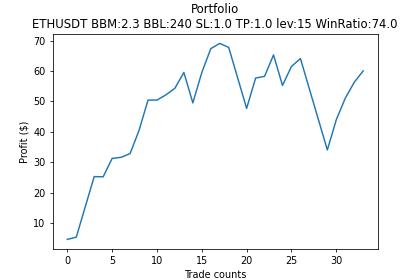 Portfolio
ETHUSDT BBM:2.3 BBL:240 SL:1.0 TP:1.0 lev:15 WinRatio:74.0
70
60
50
40
30
20
10
Profit ($)
0 5 10 15 20 25 30
Trade counts